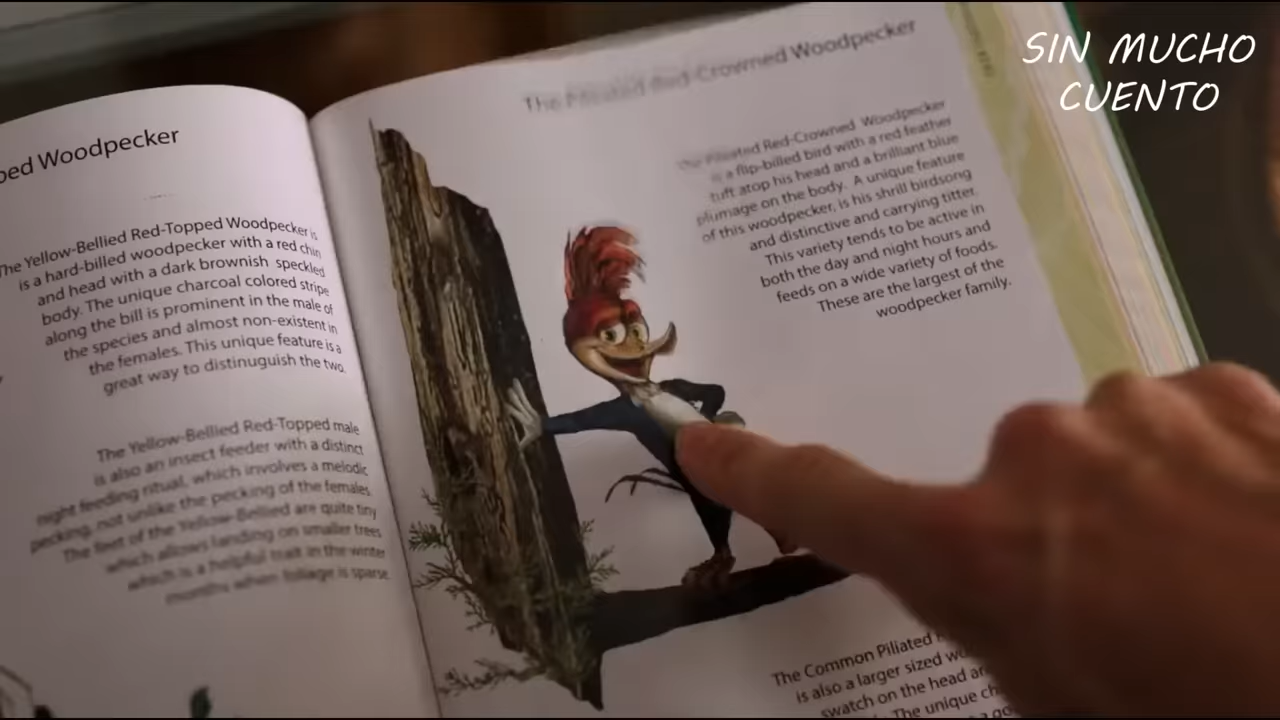 SIN MUCHO
CUENTO
ped Woodpecker
The Yellow-Bellied Red-Topped Woodpecker is
is a hard-billed woodpecker with a red chin
and head with a dark brownish speckled
body. The unique charcoal colored stripe
along the bill is prominent in the male of
the species and almost non-existent in
the females. This unique feature is a
great way to distinuguish the two.
The Yellow-Bellied Red-Topped male
is also an insect feeder with a distinct
night feeding ritual, which involves a melodic
pecking, not unlike the pecking of the females.
The feet of the Yellow-Bellied are quite tiny
which allows landing on smaller trees
which is a helpful trait in the winter
months when foliage is sparse.
The Piliated Red-Crowned Woodpecker
The Piliated Red-Crowned Woodpecker
is a flip-billed bird with a red feather
tuft atop his head and a brilliant blue
plumage on the body. A unique feature
of this woodpecker, is his shrill birdsong
and distinctive and carrying titter.
This variety tends to be active in
both the day and night hours and
feeds on a wide variety of foods.
These are the largest of the
woodpecker family.
The Common Piliated
is also a larger sized
swatch on the head
The unique